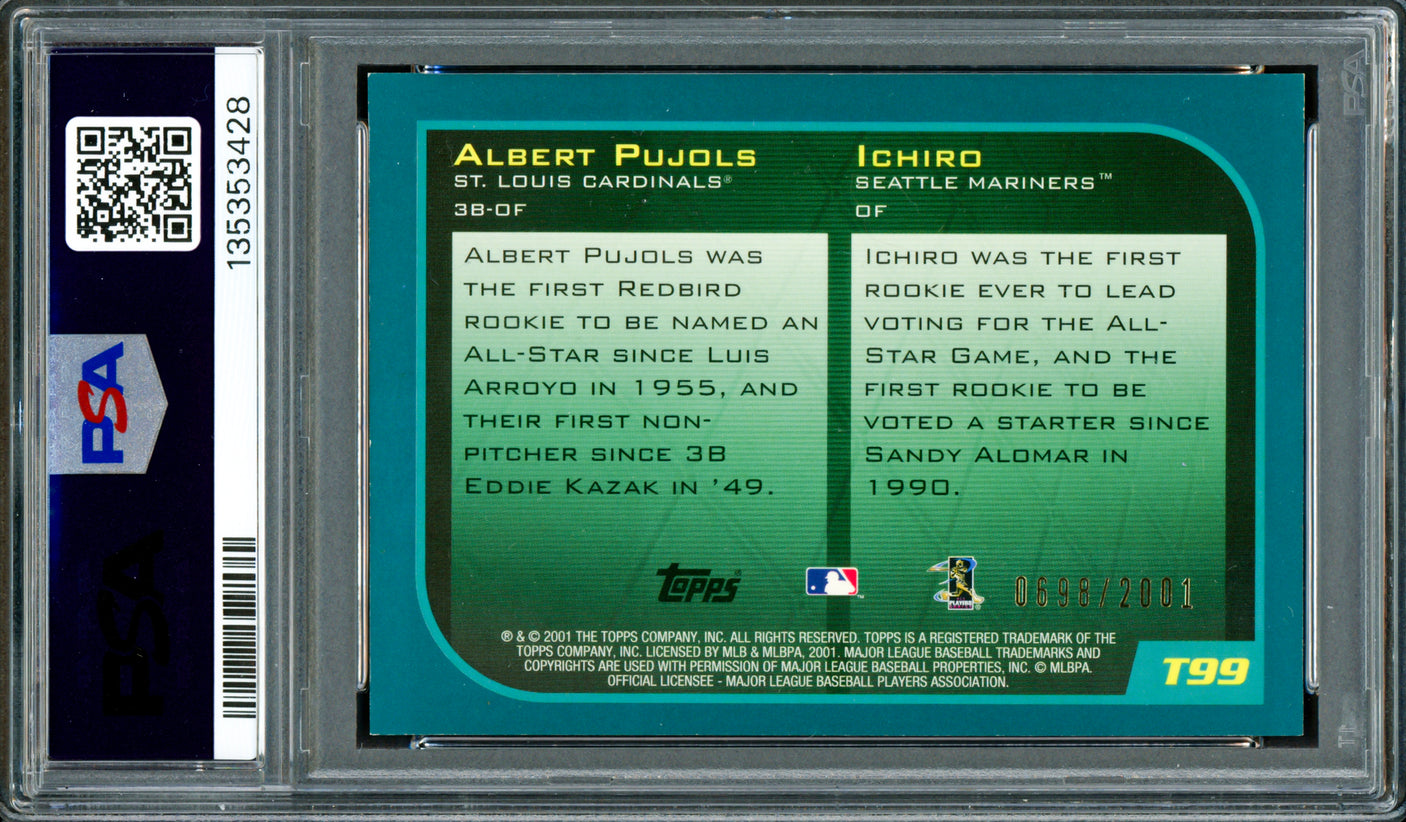 135353428
PSA
PSA
ALBERT PUJOLS
ST. LOUIS CARDINALS®
3B-OF
ALBERT PUJOLS WAS
THE FIRST REDBIRD
ROOKIE TO BE NAMED AN
ALL-STAR SINCE LUIS
ARROYO IN 1955, AND
THEIR FIRST NON-
PITCHER SINCE 3B
EDDIE KAZAK IN '49.
ICHIRO
SEATTLE MARINERS™
OF
ICHIRO WAS THE FIRST
ROOKIE EVER TO LEAD
VOTING FOR THE ALL-
STAR GAME, AND THE
FIRST ROOKIE TO BE
VOTED A STARTER SINCE
SANDY ALOMAR IN
1990.
Topps®
PLAYERS
0698/2001
® & © 2001 THE TOPPS COMPANY, INC. ALL RIGHTS RESERVED. TOPPS IS A REGISTERED TRADEMARK OF THE
TOPPS COMPANY, INC. LICENSED BY MLB & MLBPA, 2001. MAJOR LEAGUE BASEBALL TRADEMARKS AND
COPYRIGHTS ARE USED WITH PERMISSION OF MAJOR LEAGUE BASEBALL PROPERTIES, INC. © MLBPA.
OFFICIAL LICENSEE - MAJOR LEAGUE BASEBALL PLAYERS ASSOCIATION.
T99
PSA